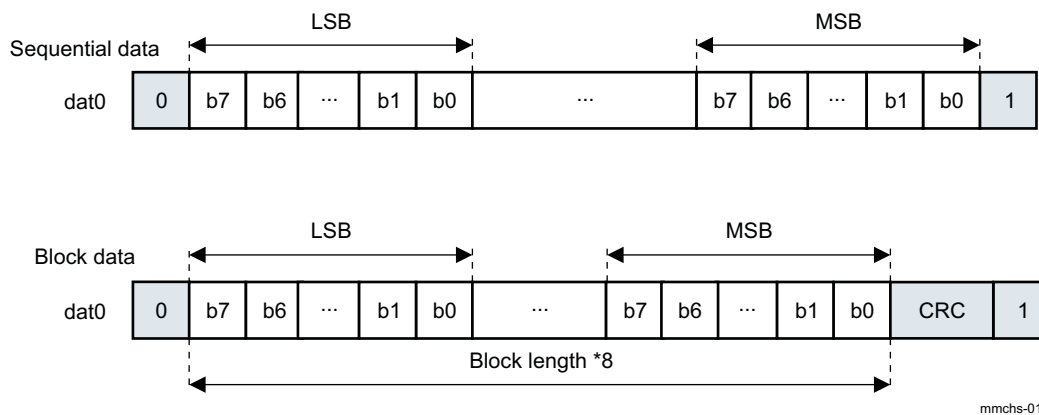 LSB MSB
Sequential data
dat0 0 b7 b6 ... b1 b0 ... b7 b6 ... b1 b0 1
LSB MSB
Block data
dat0 0 b7 b6 ... b1 b0 ... b7 b6 ... b1 b0 CRC 1
Block length *8